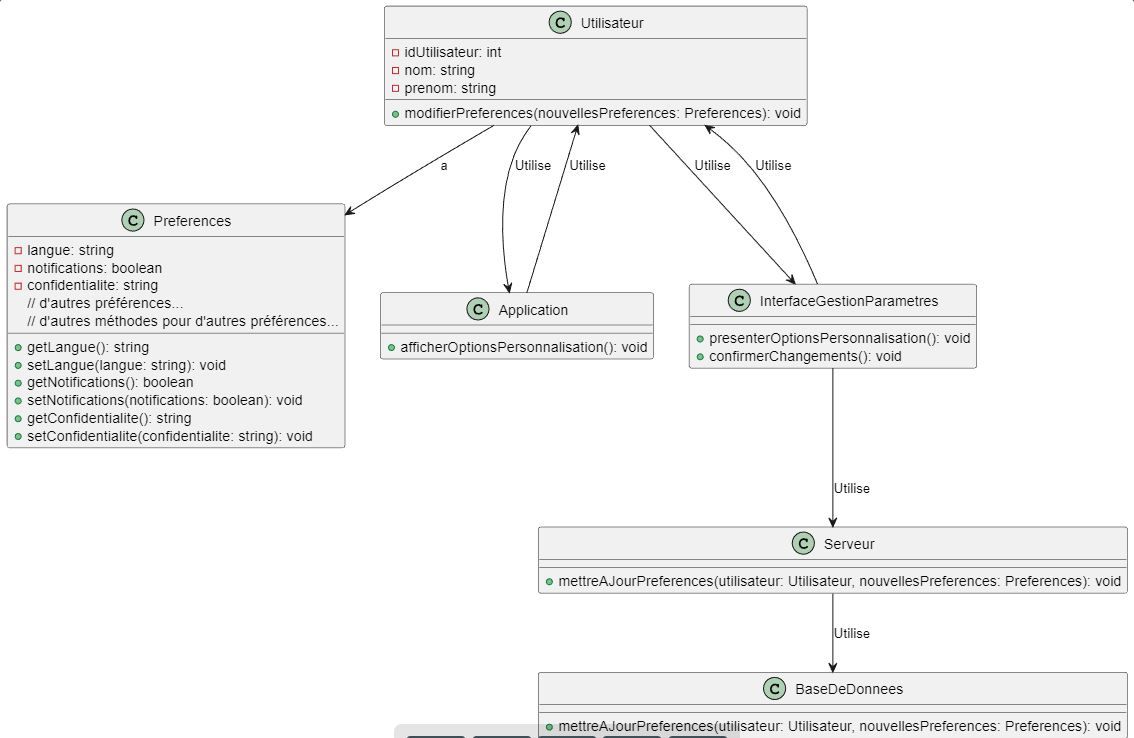 C Utilisateur
idUtilisateur: int
nom: string
prenom: string
modifierPreferences(nouvellesPreferences: Preferences): void
a
Utilise
Utilise
Utilise
Utilise
C Preferences
langue: string
notifications: boolean
confidentialite: string
// d'autres préférences...
// d'autres méthodes pour d'autres préférences...
getLangue(): string
setLangue(langue: string): void
getNotifications(): boolean
setNotifications(notifications: boolean): void
getConfidentialite(): string
setConfidentialite(confidentialite: string): void
C Application
afficherOptionsPersonnalisation(): void
C InterfaceGestionParametres
presenterOptionsPersonnalisation(): void
confirmerChangements(): void
Utilise
C Serveur
mettreAJourPreferences(utilisateur: Utilisateur, nouvellesPreferences: Preferences): void
Utilise
C BaseDeDonnees
mettreAJourPreferences(utilisateur: Utilisateur, nouvellesPreferences: Preferences): void